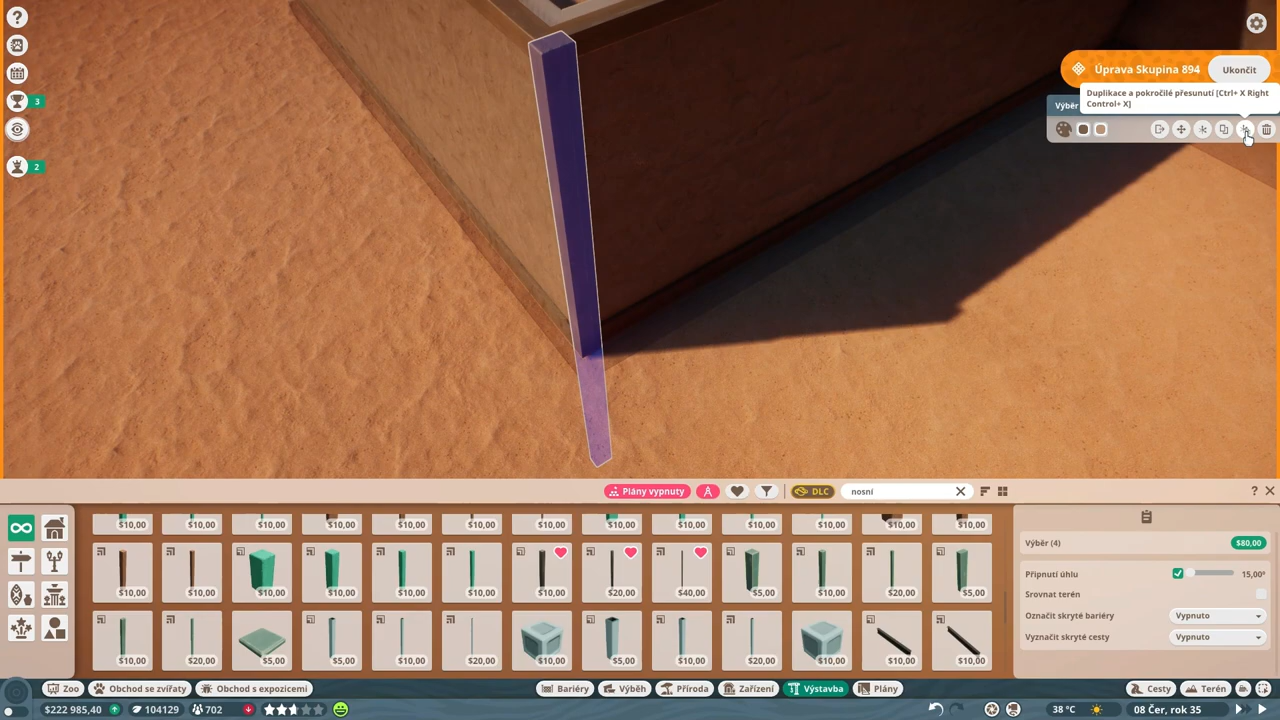 ?
Úprava Skupina 894
Ukončit
Duplikace a pokročilé přesunutí [Ctrl+ X Right
Control+ X]
Výběr
3
2
Plány vypnuty
DLC
nosní
?
$10,00 $10,00 $10,00 $10,00 $10,00 $10,00 $10,00 $10,00 $10,00 $10,00 $10,00 $10,00 $10,00
$10,00 $10,00 $10,00 $10,00 $10,00 $10,00 $10,00 $20,00 $40,00 $5,00 $10,00 $20,00 $5,00
$10,00 $20,00 $5,00 $5,00 $10,00 $20,00 $10,00 $5,00 $10,00 $20,00 $10,00 $10,00 $10,00
Výběr (4)
$80,00
Připnutí úhlu
15,00°
Srovnat terén
Označit skryté bariéry
Vypnuto
Vyznačit skryté cesty
Vypnuto
Zoo
Obchod se zvířaty
Obchod s expozicemi
Bariéry
Výběh
Příroda
Zařízení
Výstavba
Plány
Cesty
Terén
$222 985,40
104129
702
38 °C
08 Čer, rok 35